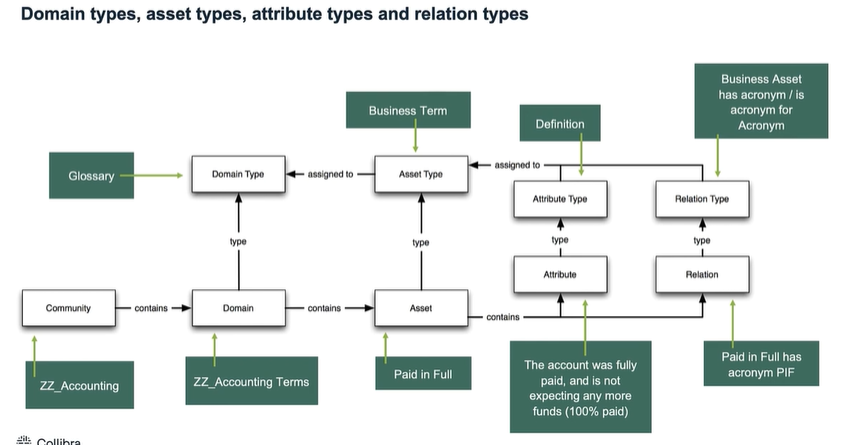 Domain types, asset types, attribute types and relation types
Business Asset
has acronym / is
acronym for
Acronym
Business Term
Definition
Glossary
Domain Type
assigned to
Asset Type
assigned to
Attribute Type
Relation Type
type
type
type
type
Attribute
Relation
Community
contains
Domain
contains
Asset
contains
ZZ_Accounting
ZZ_Accounting Terms
Paid in Full
The account was fully
paid, and is not
expecting any more
funds (100% paid)
Paid in Full has
acronym PIF
Collibra